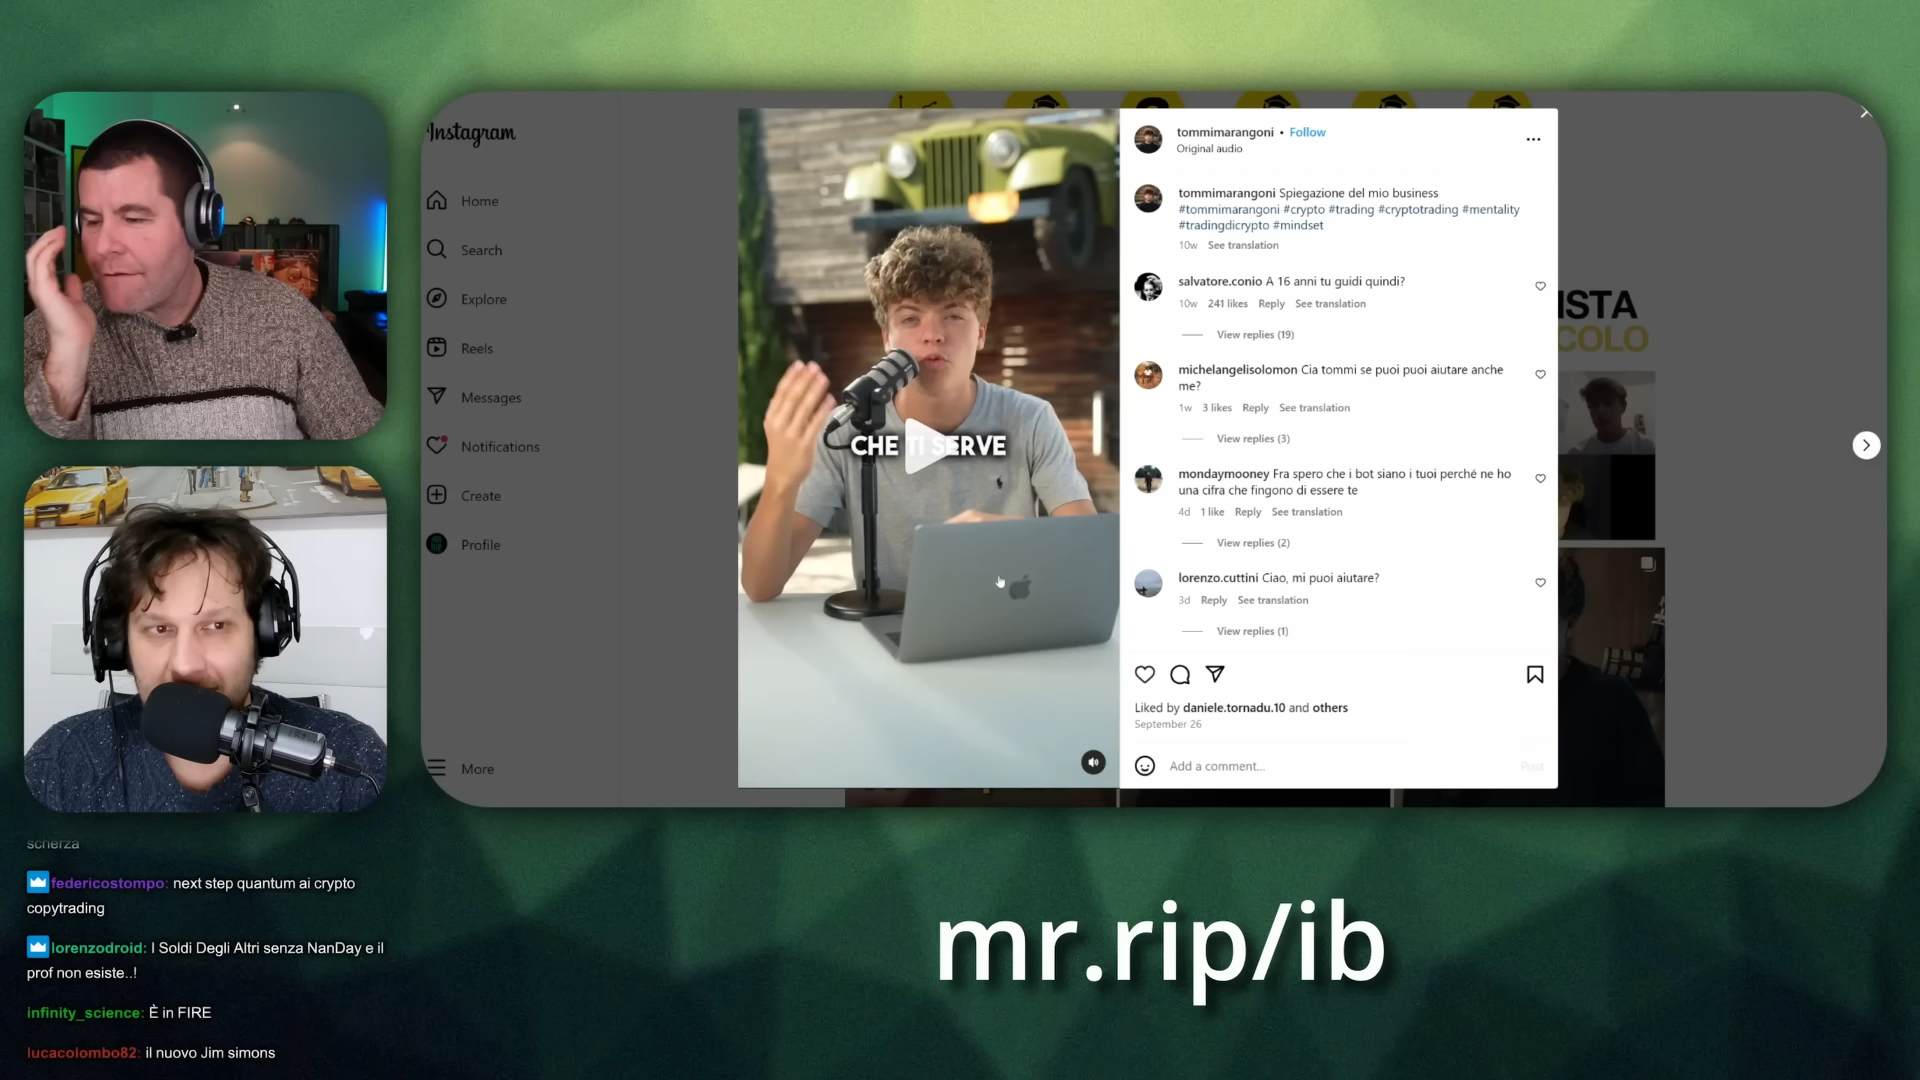 Instagram
Home
Search
Explore
Reels
Messages
Notifications
Create
Profile
More
CHE TI SERVE
tommimarangoni • Follow
Original audio
tommimarangoni Spiegazione del mio business
#tommimarangoni #crypto #trading #cryptotrading #mentality
#tradingdicrypto #mindset
10w See translation
salvatore.conio A 16 anni tu guidi quindi?
10w 241 likes Reply See translation
View replies (19)
michelangelisolomon Cia tommi se puoi puoi aiutare anche
me?
1w 3 likes Reply See translation
View replies (3)
mondaymooney Fra spero che i bot siano i tuoi perché ne ho
una cifra che fingono di essere te
4d 1 like Reply See translation
View replies (2)
lorenzo.cuttini Ciao, mi puoi aiutare?
3d Reply See translation
View replies (1)
Liked by daniele.tornadu.10 and others
September 26
Add a comment...
Post
ISTA
COLO
scherza
federicostompo: next step quantum ai crypto
copytrading
lorenzodroid: I Soldi Degli Altri senza NanDay e il
prof non esiste..!
infinity_science: È in FIRE
lucacolombo82: il nuovo Jim simons
mr.rip/ib